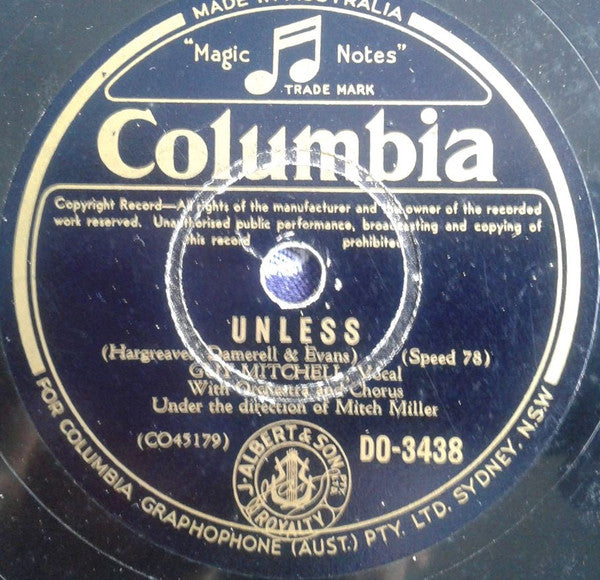 MADE IN AUSTRALIA
"Magic Notes"
TRADE MARK
Columbia
Copyright Record—All rights of the manufacturer and the owner of the recorded
work reserved. Unauthorised public performance, broadcasting and copying of
this record prohibited
UNLESS
(Hargreaves, Damerell & Evans) (Speed 78)
GUY MITCHELL, Vocal
With Orchestra and Chorus
Under the direction of Mitch Miller
(CO45179)
DO-3438
J. ALBERT & SON PTY LTD
ROYALTY
FOR COLUMBIA GRAPHOPHONE (AUST.) PTY. LTD. SYDNEY, N.S.W